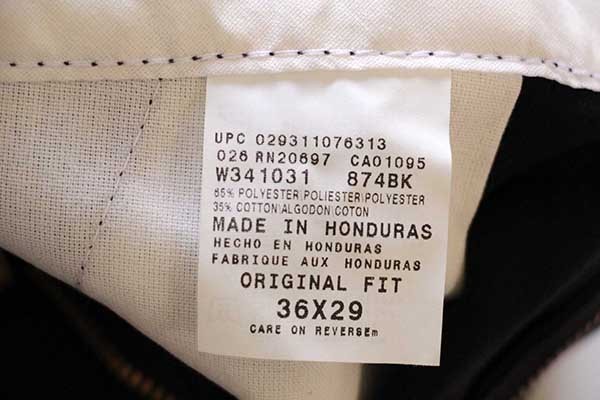 UPC 029311076313
026 RN20697 CA01095
W341031 874BK
65% POLYESTER\POLIESTER\POLYESTER
35% COTTON\ALGODON\COTON
MADE IN HONDURAS
HECHO EN HONDURAS
FABRIQUE AUX HONDURAS
ORIGINAL FIT
36X29
CARE ON REVERSEm